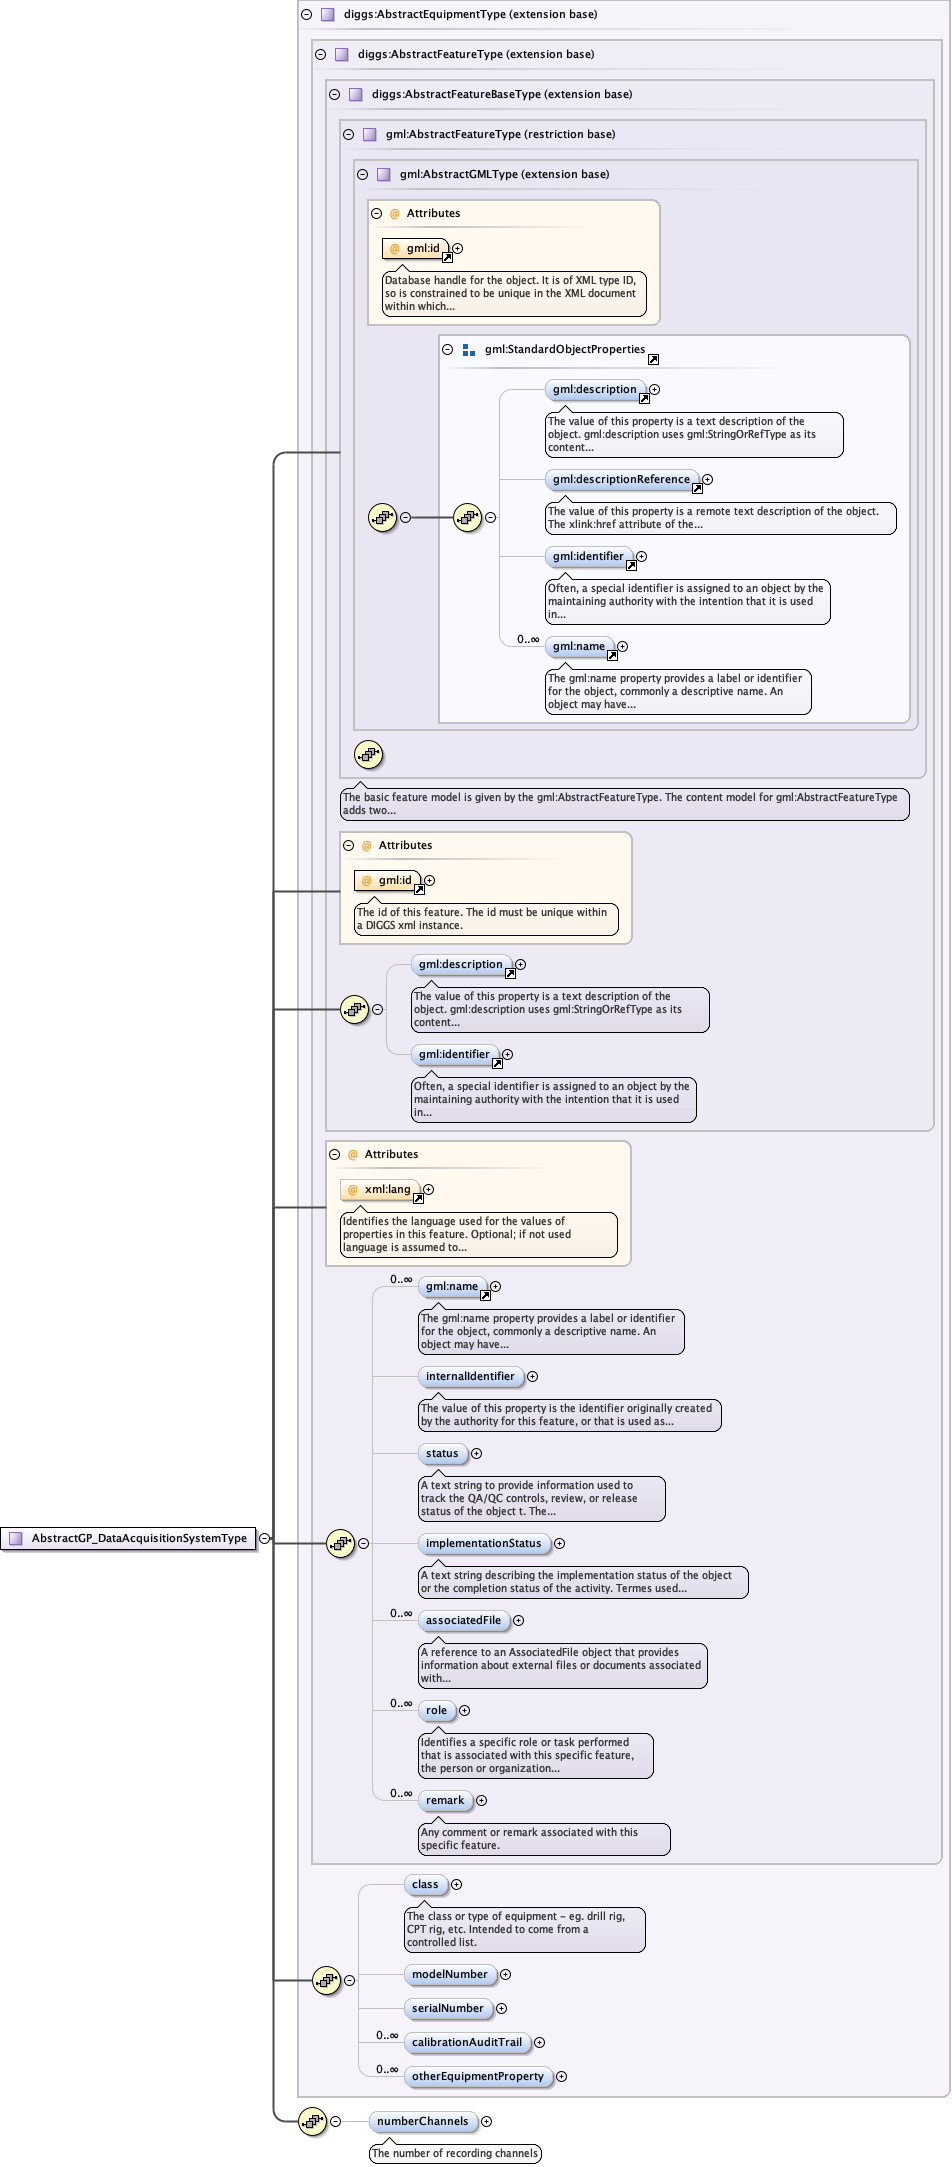 diggs:AbstractEquipmentType (extension base)
diggs:AbstractFeatureType (extension base)
diggs:AbstractFeatureBaseType (extension base)
gml:AbstractFeatureType (restriction base)
gml:AbstractGMLType (extension base)
@ Attributes
@ gml:id
Database handle for the object. It is of XML type ID,
so is constrained to be unique in the XML document
within which...
gml:StandardObjectProperties
gml:description
The value of this property is a text description of the
object. gml:description uses gml:StringOrRefType as its
content...
gml:descriptionReference
The value of this property is a remote text description of the object.
The xlink:href attribute of the...
gml:identifier
Often, a special identifier is assigned to an object by the
maintaining authority with the intention that it is used
in...
0..∞
gml:name
The gml:name property provides a label or identifier
for the object, commonly a descriptive name. An
object may have...
The basic feature model is given by the gml:AbstractFeatureType. The content model for gml:AbstractFeatureType
adds two...
@ Attributes
@ gml:id
The id of this feature. The id must be unique within
a DIGGS xml instance.
gml:description
The value of this property is a text description of the
object. gml:description uses gml:StringOrRefType as its
content...
gml:identifier
Often, a special identifier is assigned to an object by the
maintaining authority with the intention that it is used
in...
@ Attributes
@ xml:lang
Identifies the language used for the values of
properties in this feature. Optional; if not used
language is assumed to...
0..∞
gml:name
The gml:name property provides a label or identifier
for the object, commonly a descriptive name. An
object may have...
internalIdentifier
The value of this property is the identifier originally created
by the authority for this feature, or that is used as...
status
A text string to provide information used to
track the QA/QC controls, review, or release
status of the object t. The...
AbstractGP_DataAcquisitionSystemType
implementationStatus
A text string describing the implementation status of the object
or the completion status of the activity. Termes used...
0..∞
associatedFile
A reference to an AssociatedFile object that provides
information about external files or documents associated
with...
0..∞
role
Identifies a specific role or task performed
that is associated with this specific feature,
the person or organization...
0..∞
remark
Any comment or remark associated with this
specific feature.
class
The class or type of equipment - eg. drill rig,
CPT rig, etc. Intended to come from a
controlled list.
modelNumber
serialNumber
0..∞
calibrationAuditTrail
0..∞
otherEquipmentProperty
numberChannels
The number of recording channels